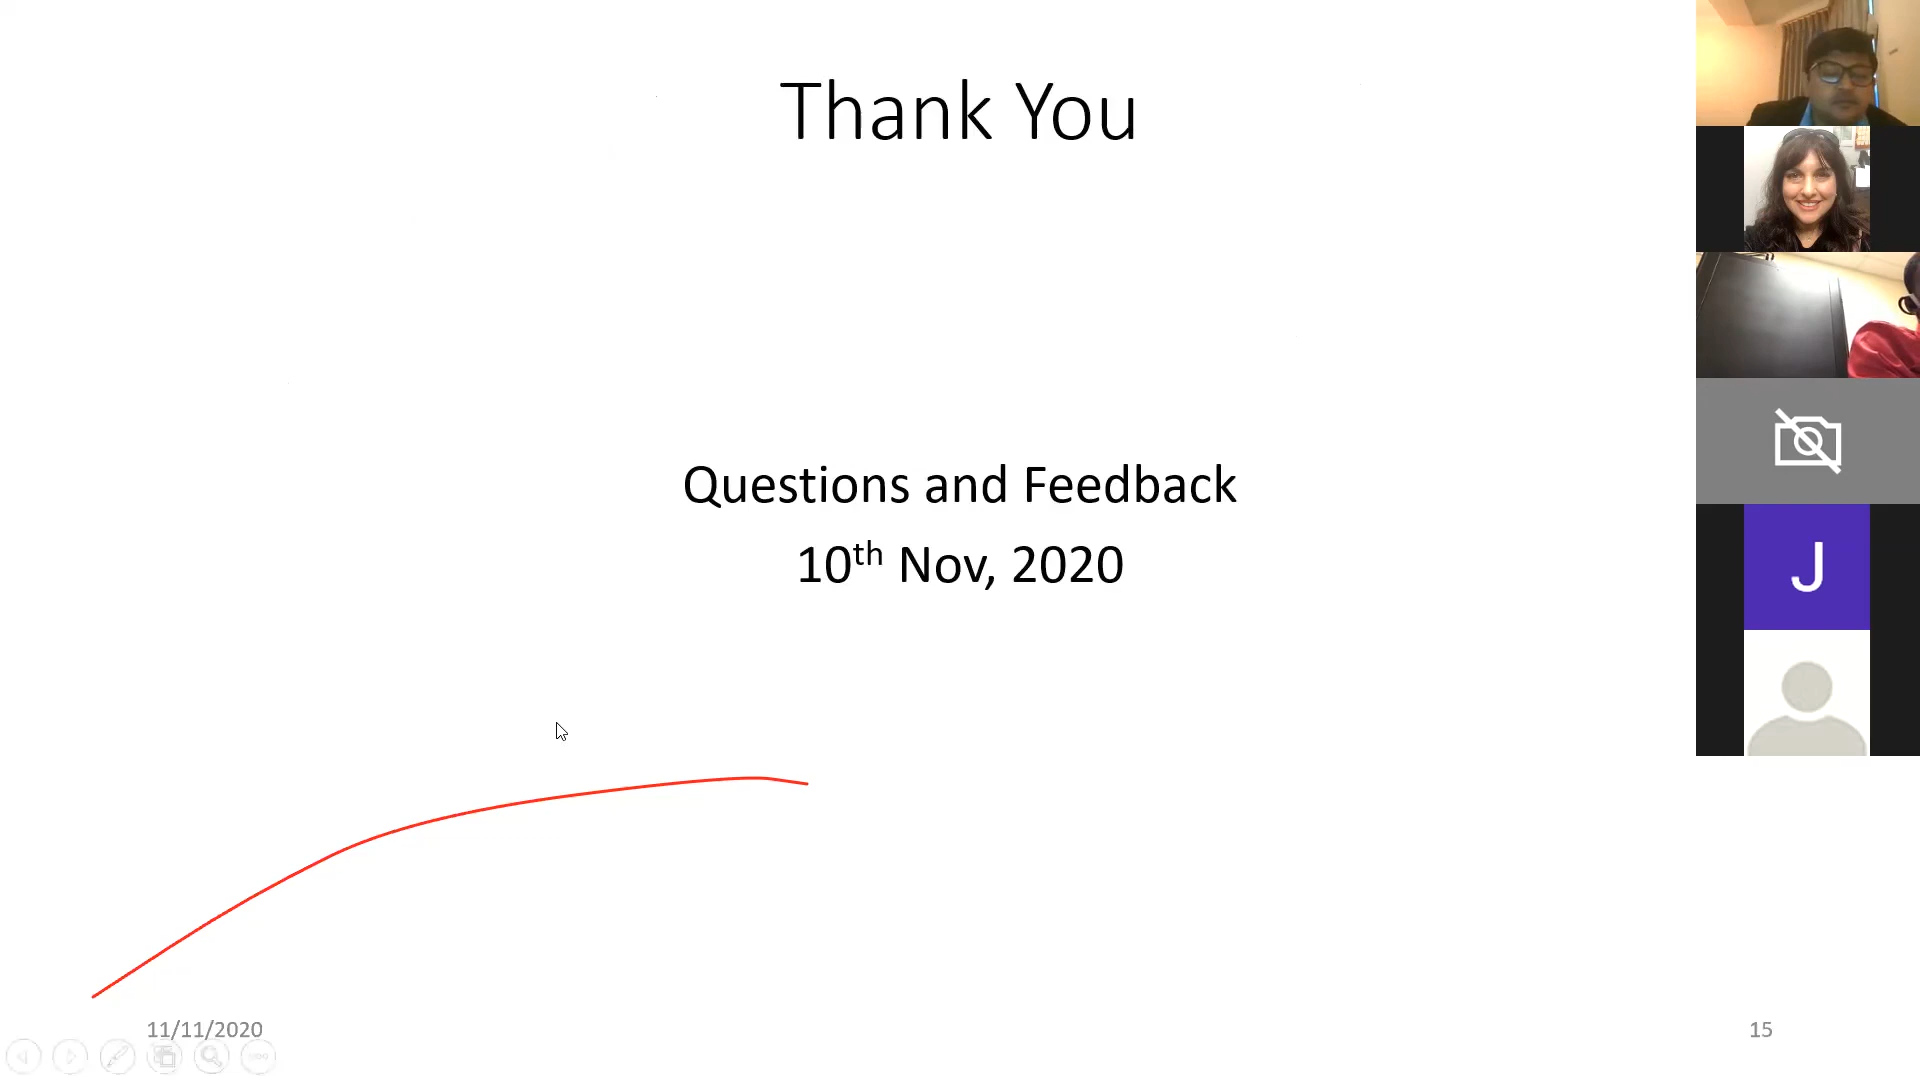 Thank You
Questions and Feedback
10th Nov, 2020
J
11/11/2020
15